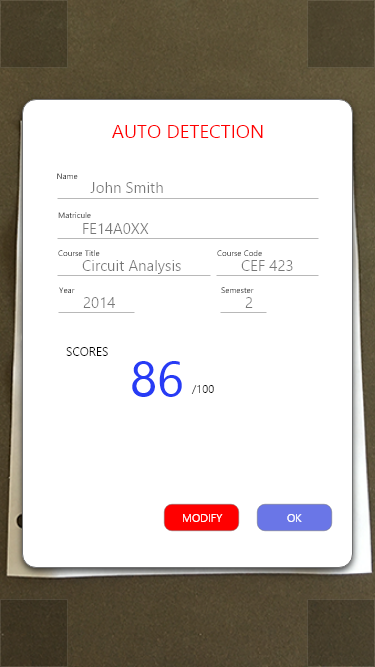 AUTO DETECTION
Name
John Smith
Matricule
FE14A0XX
Course Title Course Code
Circuit Analysis CEF 423
Year Semester
2014 2
SCORES
86 /100
MODIFY OK